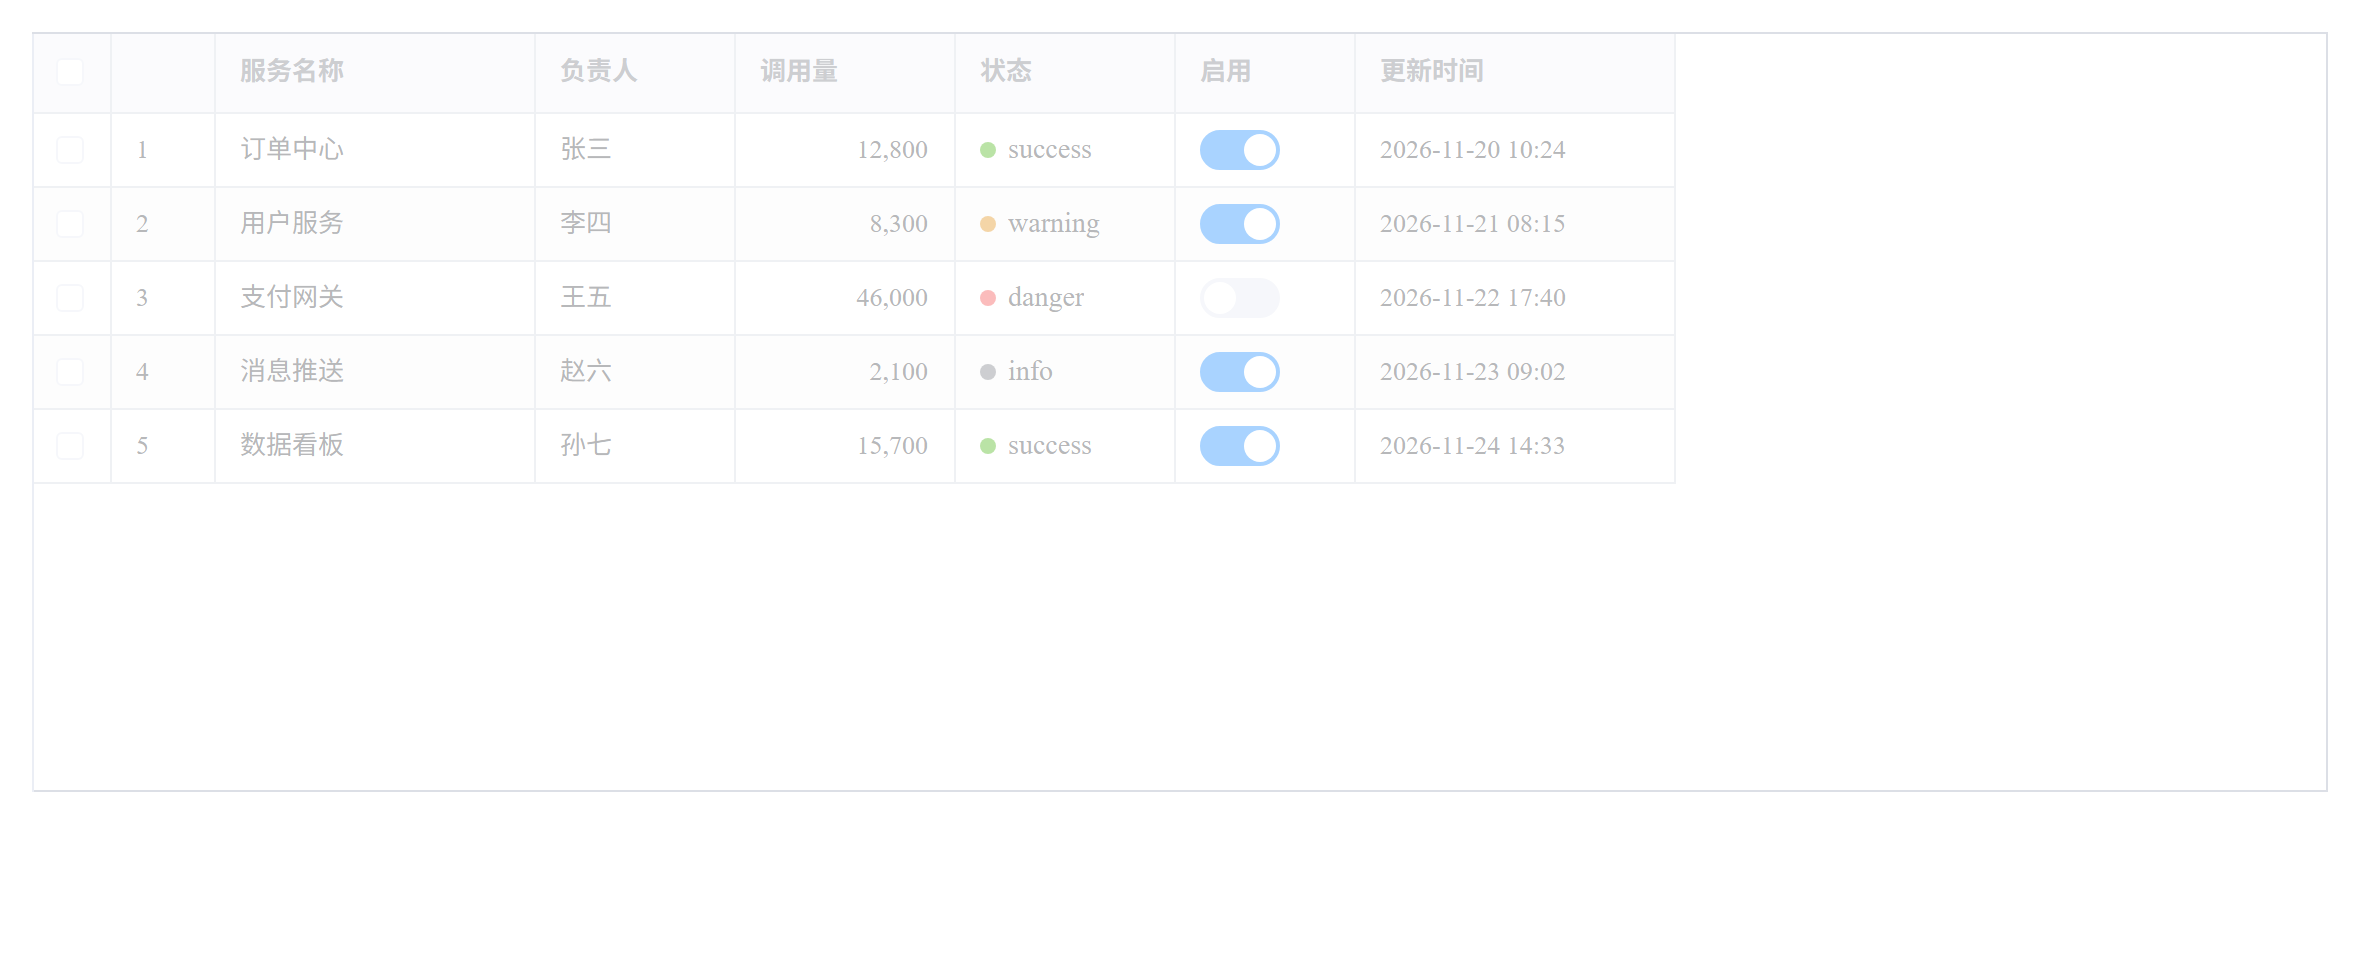 服务名称 负责人 调用量 状态 启用 更新时间
1 订单中心 张三 12,800 success 2026-11-20 10:24
2 用户服务 李四 8,300 warning 2026-11-21 08:15
3 支付网关 王五 46,000 danger 2026-11-22 17:40
4 消息推送 赵六 2,100 info 2026-11-23 09:02
5 数据看板 孙七 15,700 success 2026-11-24 14:33